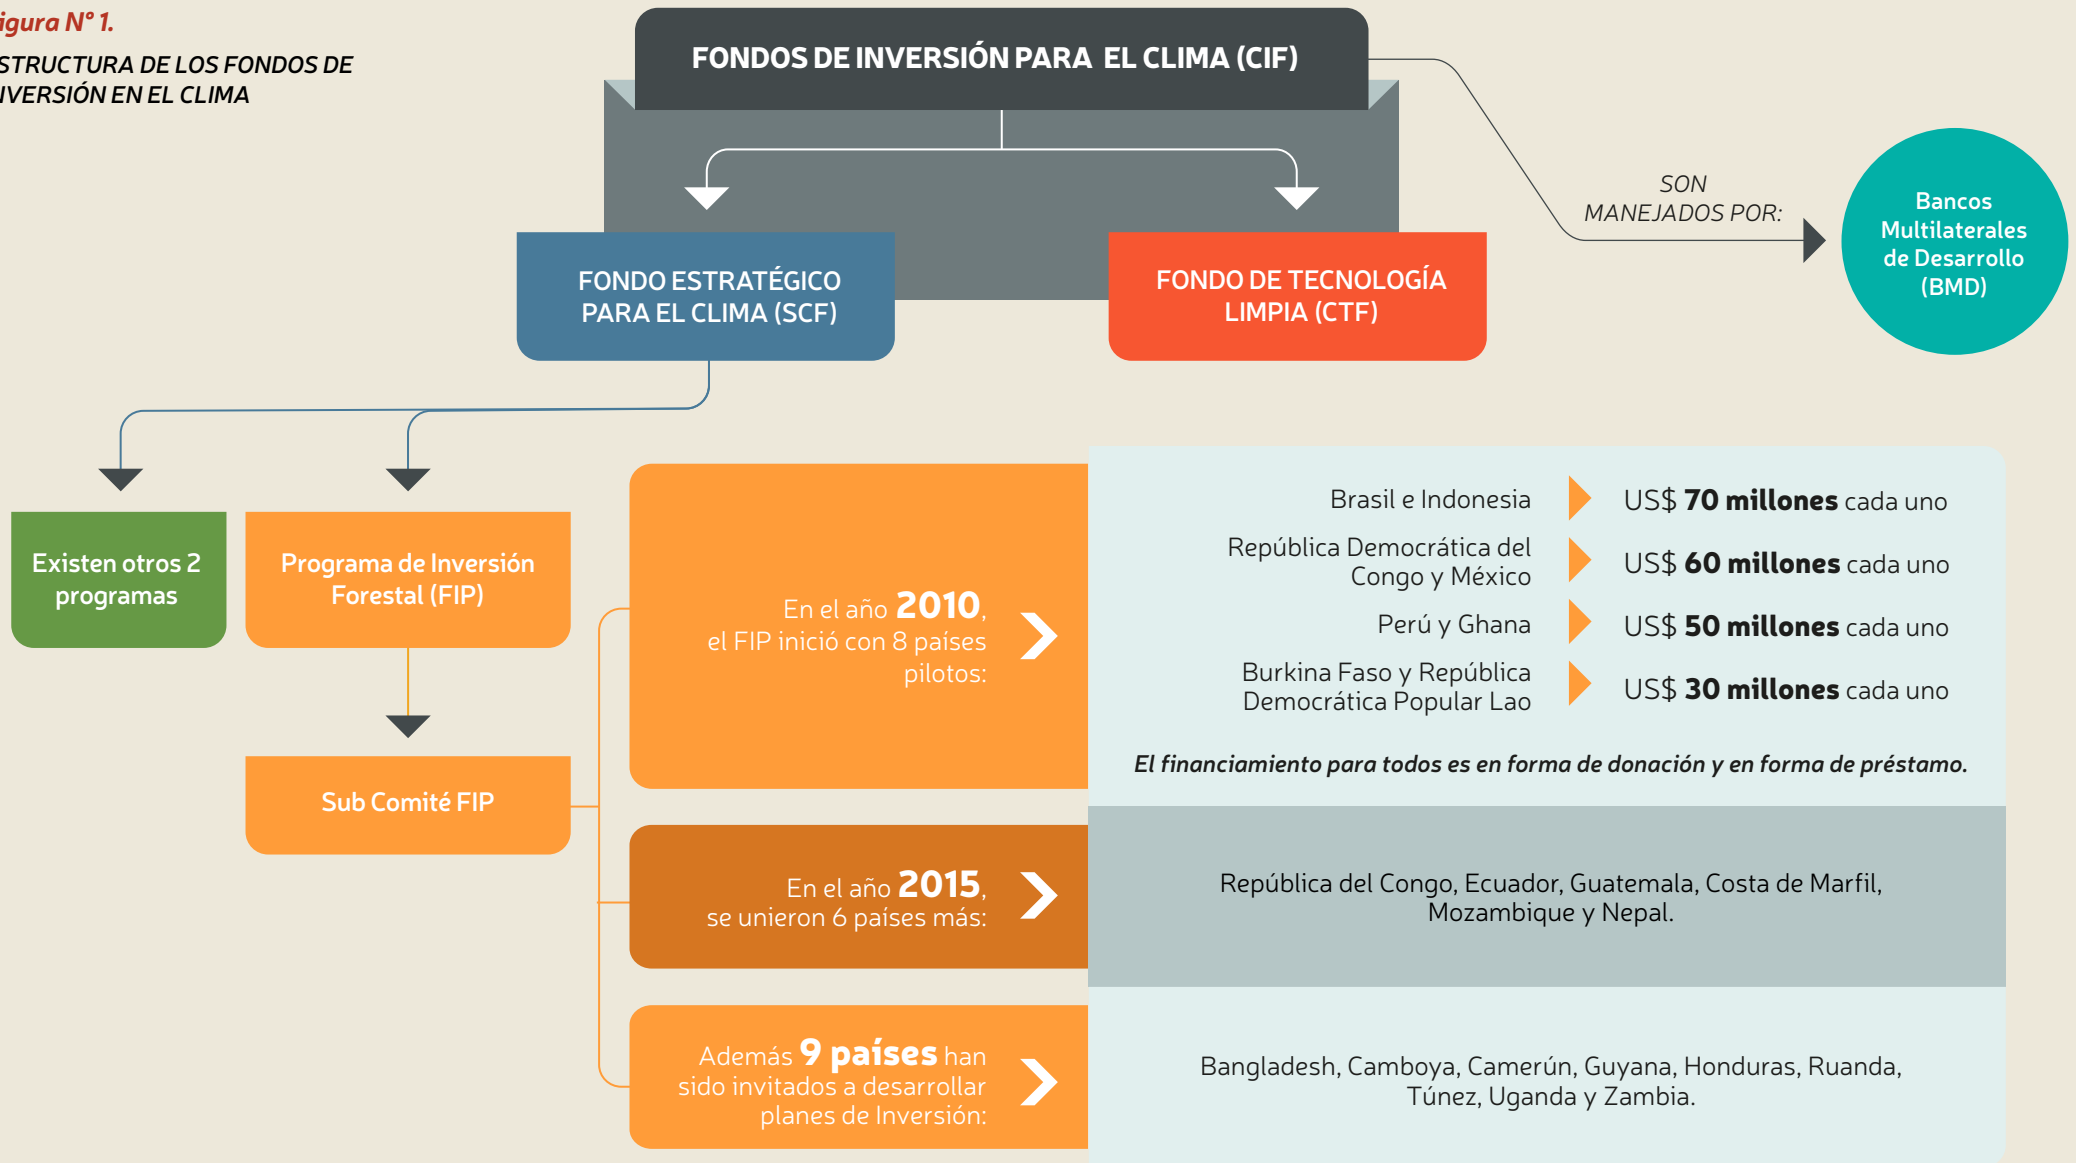 igura N° 1.
STRUCTURA DE LOS FONDOS DE
VERSIÓN EN EL CLIMA
FONDOS DE INVERSIÓN PARA EL CLIMA (CIF)
SON
MANEJADOS POR:
Bancos
Multilaterales
de Desarrollo
(BMD)
FONDO ESTRATÉGICO
PARA EL CLIMA (SCF)
FONDO DE TECNOLOGÍA
LIMPIA (CTF)
Existen otros 2
programas
Programa de Inversión
Forestal (FIP)
Sub Comité FIP
En el año 2010,
el FIP inició con 8 países
pilotos:
Brasil e Indonesia
US$ 70 millones cada uno
República Democrática del
Congo y México
US$ 60 millones cada uno
Perú y Ghana
US$ 50 millones cada uno
Burkina Faso y República
Democrática Popular Lao
US$ 30 millones cada uno
El financiamiento para todos es en forma de donación y en forma de préstamo.
En el año 2015,
se unieron 6 países más:
República del Congo, Ecuador, Guatemala, Costa de Marfil,
Mozambique y Nepal.
Además 9 países han
sido invitados a desarrollar
planes de Inversión:
Bangladesh, Camboya, Camerún, Guyana, Honduras, Ruanda,
Túnez, Uganda y Zambia.